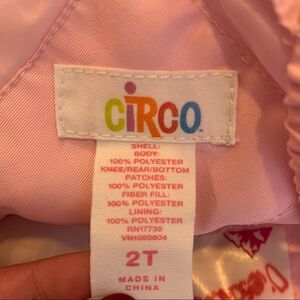 CiRCO
SHELL:
BODY:
100% POLYESTER
KNEE/REAR/BOTTOM
PATCHES:
100% POLYESTER
FIBER FILL:
100% POLYESTER
LINING:
100% POLYESTER
RN17730
VN1069604
2T
MADE IN
CHINA